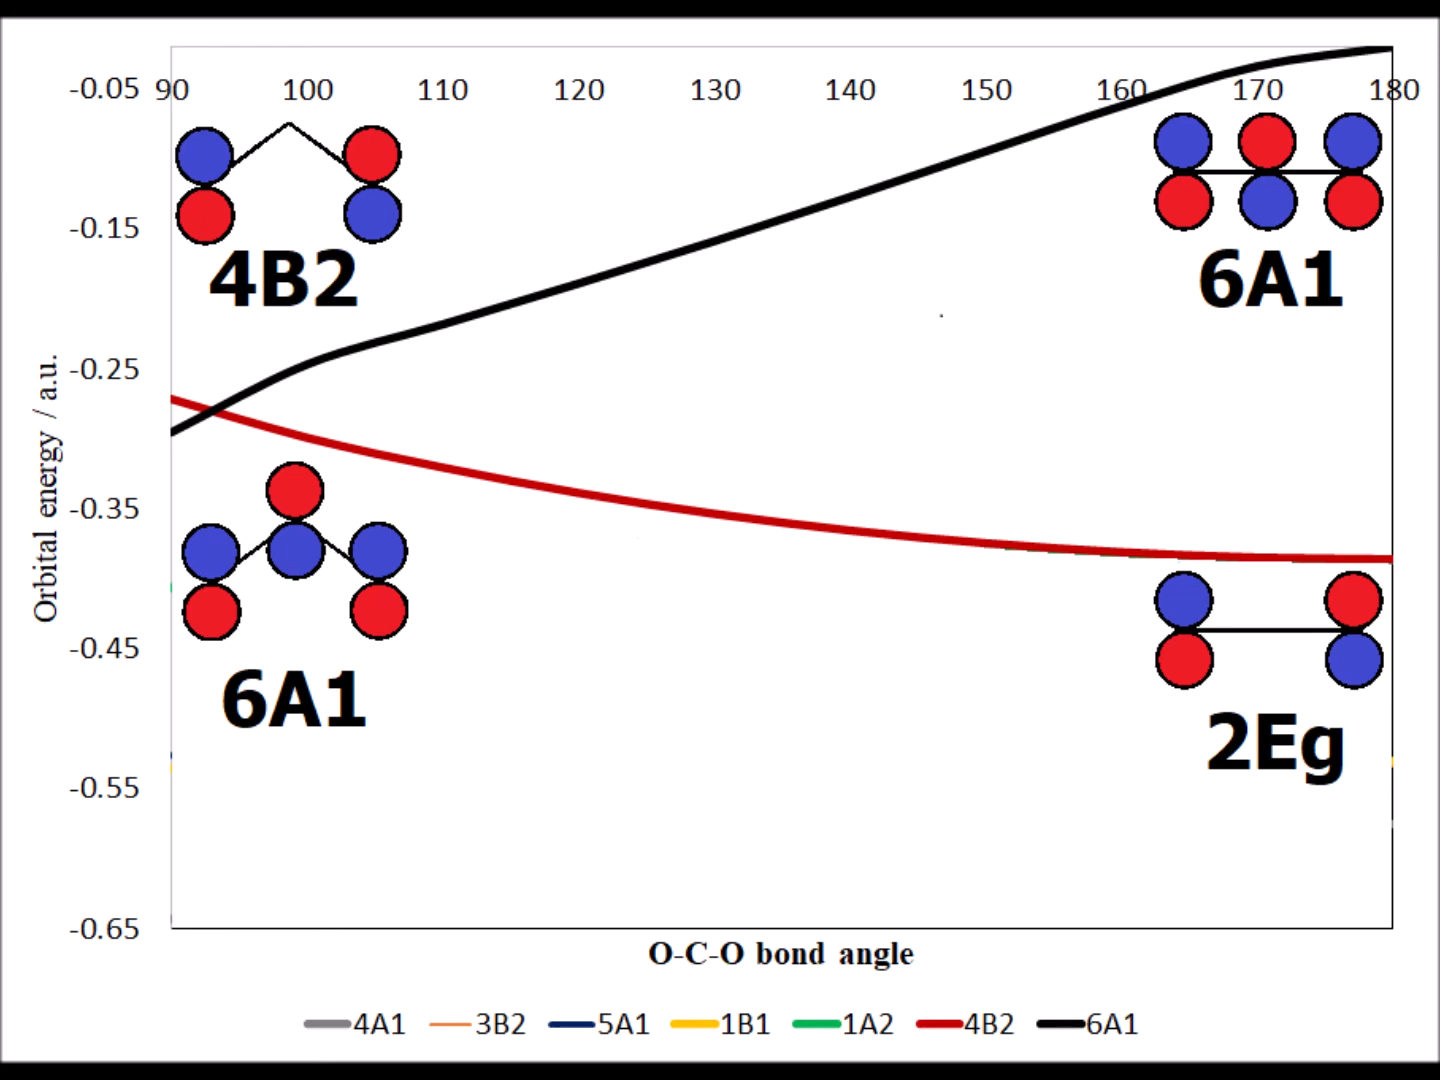 -0.05 90 100 110 120 130 140 150 160 170 180
4B2
-0.15
6A1
-0.25
Orbital energy / a.u.
-0.35
-0.45
6A1
2Eg
-0.55
-0.65
O-C-O bond angle
4A1 3B2 5A1 1B1 1A2 4B2 6A1